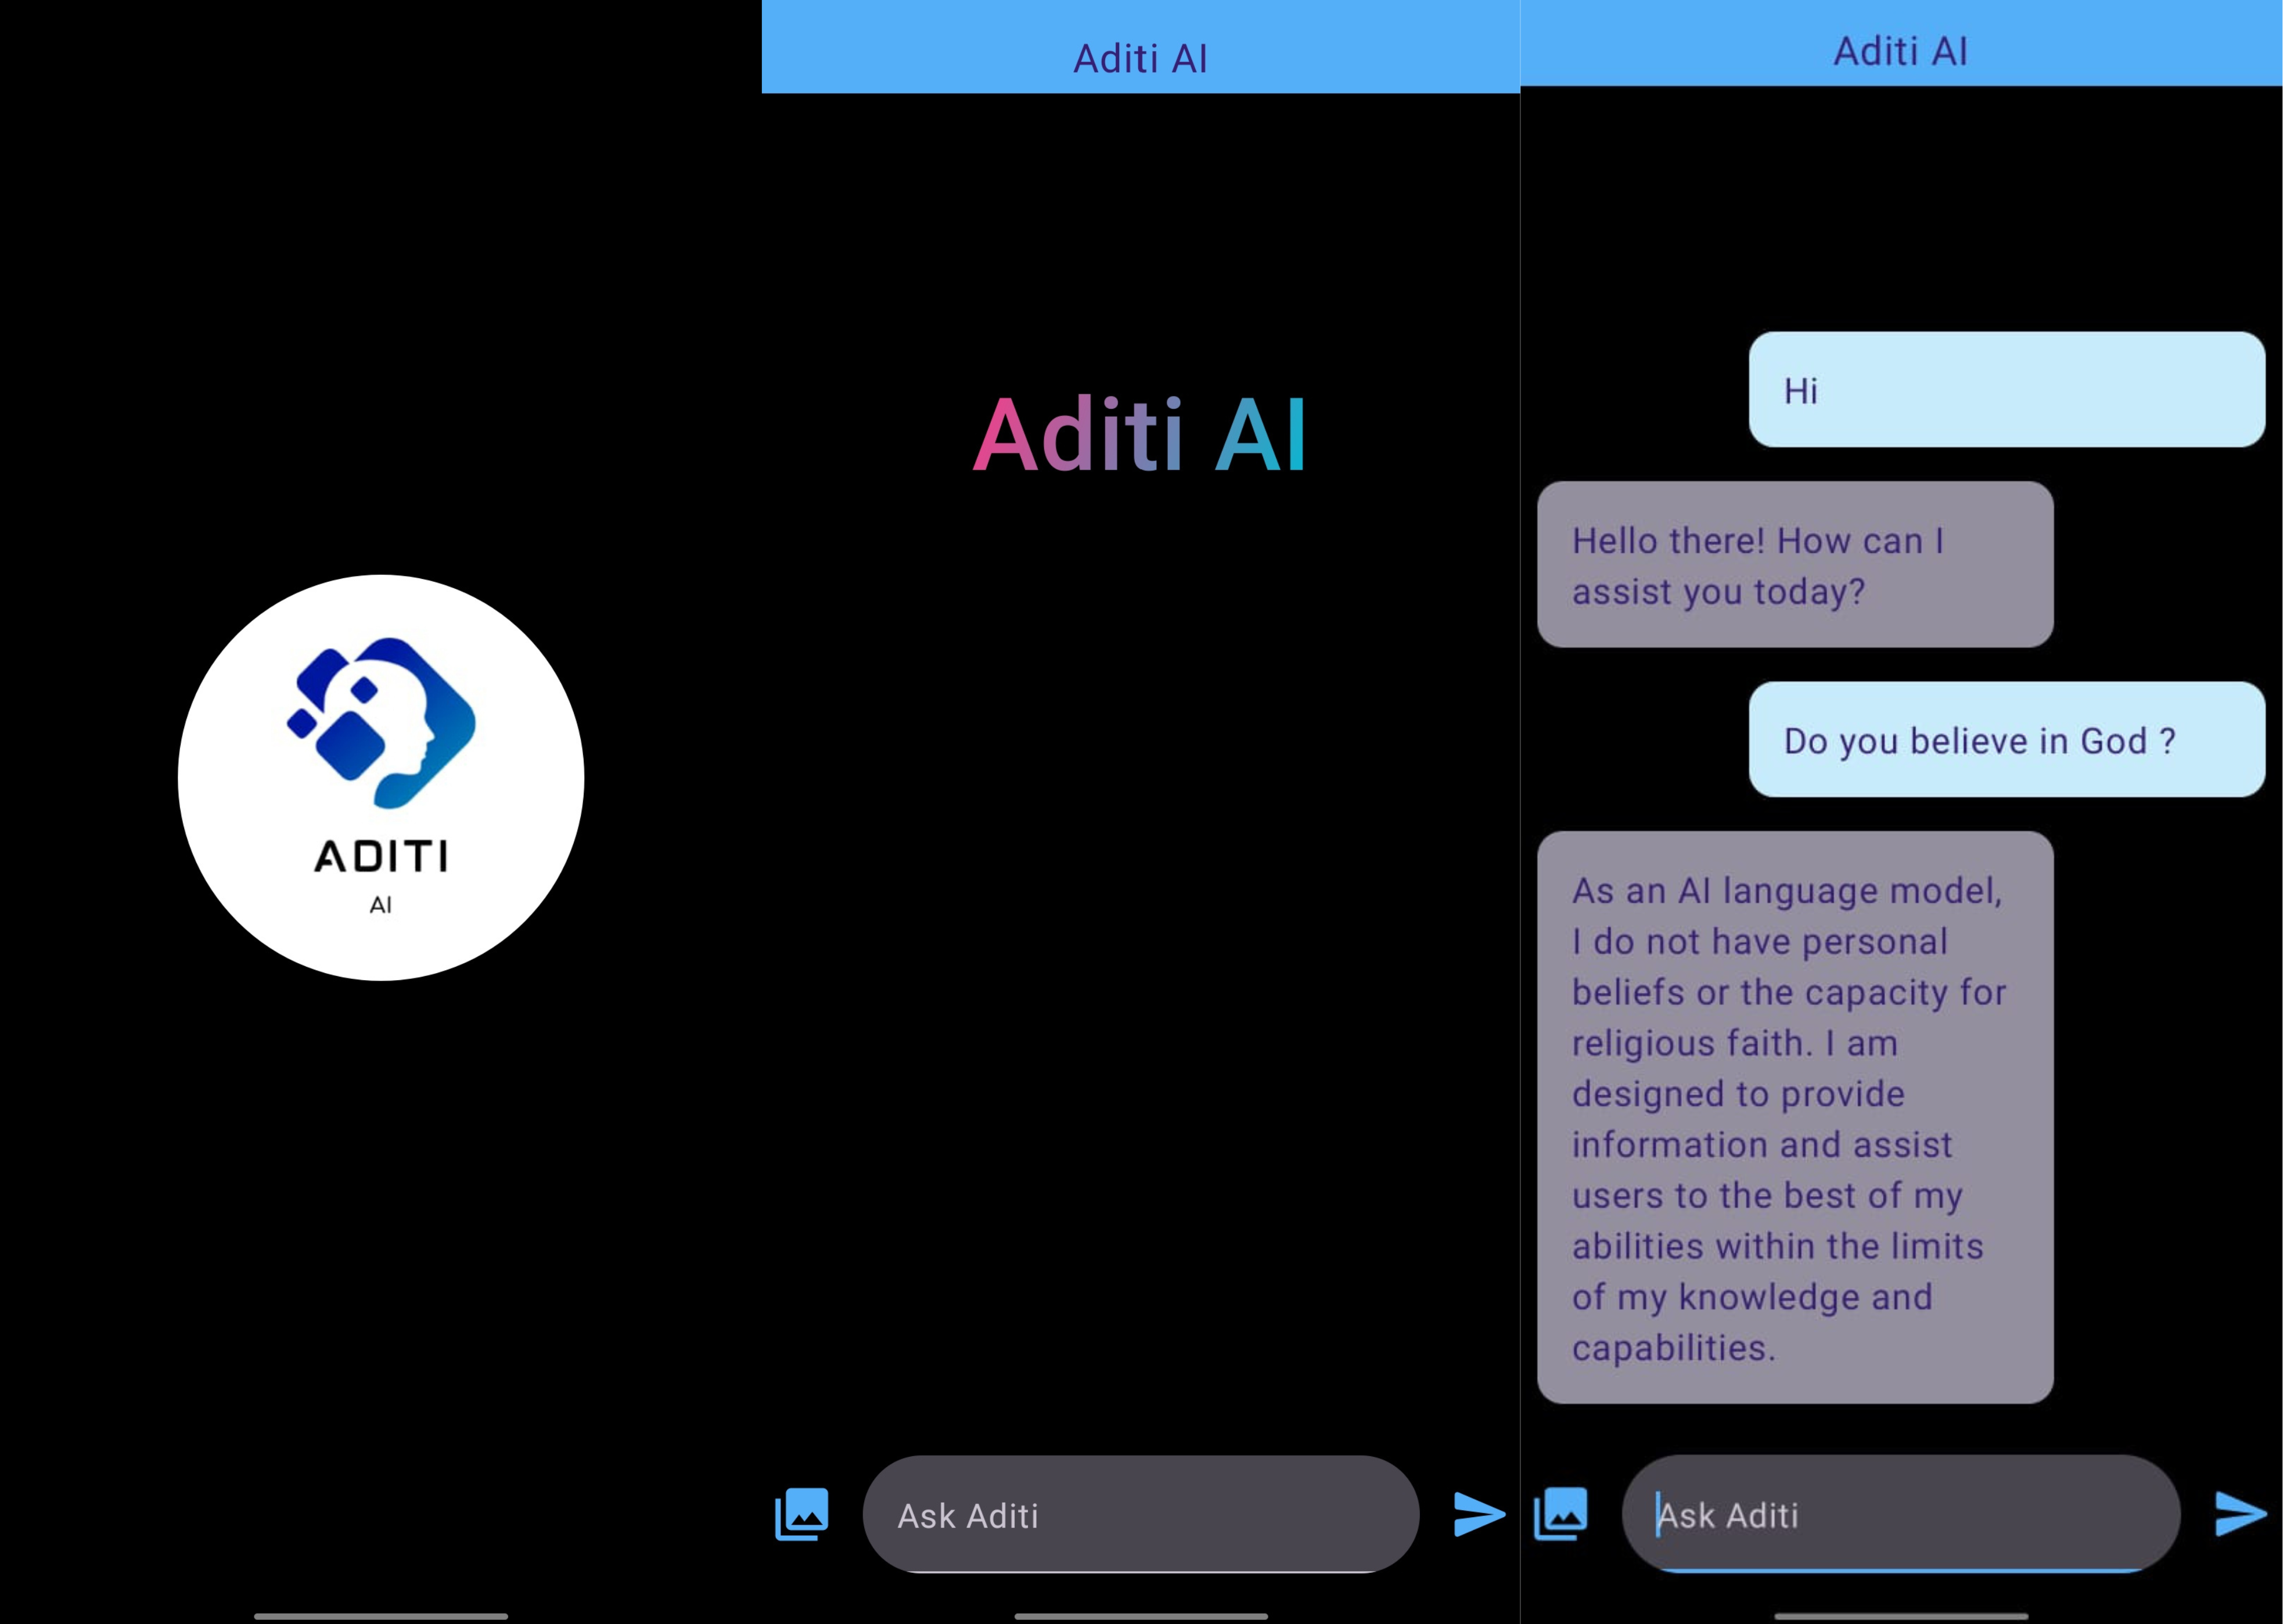 ADITI
AI
Aditi AI
Aditi AI
Ask Aditi
Aditi AI
Hi
Hello there! How can I
assist you today?
Do you believe in God ?
As an AI language model,
I do not have personal
beliefs or the capacity for
religious faith. I am
designed to provide
information and assist
users to the best of my
abilities within the limits
of my knowledge and
capabilities.
Ask Aditi